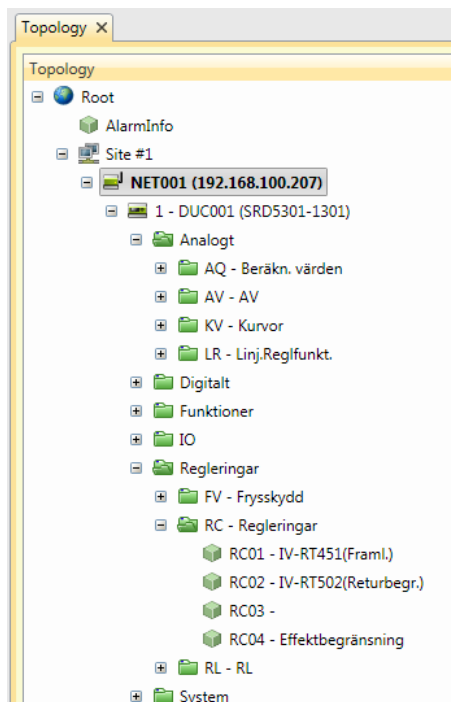 Topology
Topology
Root
AlarmInfo
Site #1
NET001 (192.168.100.207)
1 - DUC001 (SRD5301-1301)
Analogt
AQ - Beräkn. värden
AV - AV
KV - Kurvor
LR - Linj.Reglfunkt.
Digitalt
Funktioner
IO
Regleringar
FV - Frysskydd
RC - Regleringar
RC01 - IV-RT451(Framl.)
RC02 - IV-RT502(Returbegr.)
RC03 -
RC04 - Effektbegränsning
RL - RL
System